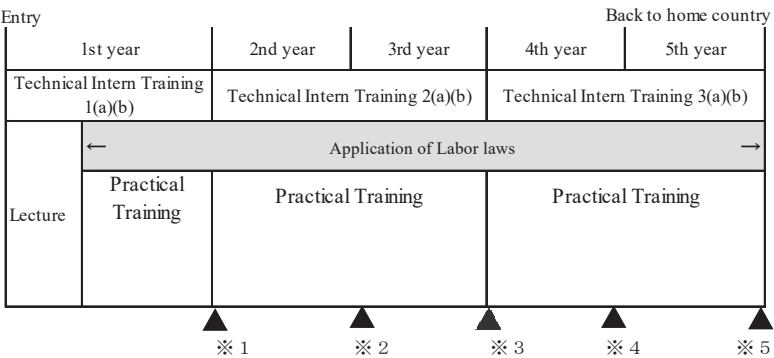 Entry
Back to home country
1st year
2nd year
3rd year
4th year
5th year
Technical Intern Training
1(a)(b)
Technical Intern Training 2(a)(b)
Technical Intern Training 3(a)(b)
← Application of Labor laws →
Lecture
Practical
Training
Practical Training
Practical Training
※1
※2
※3
※4
※5